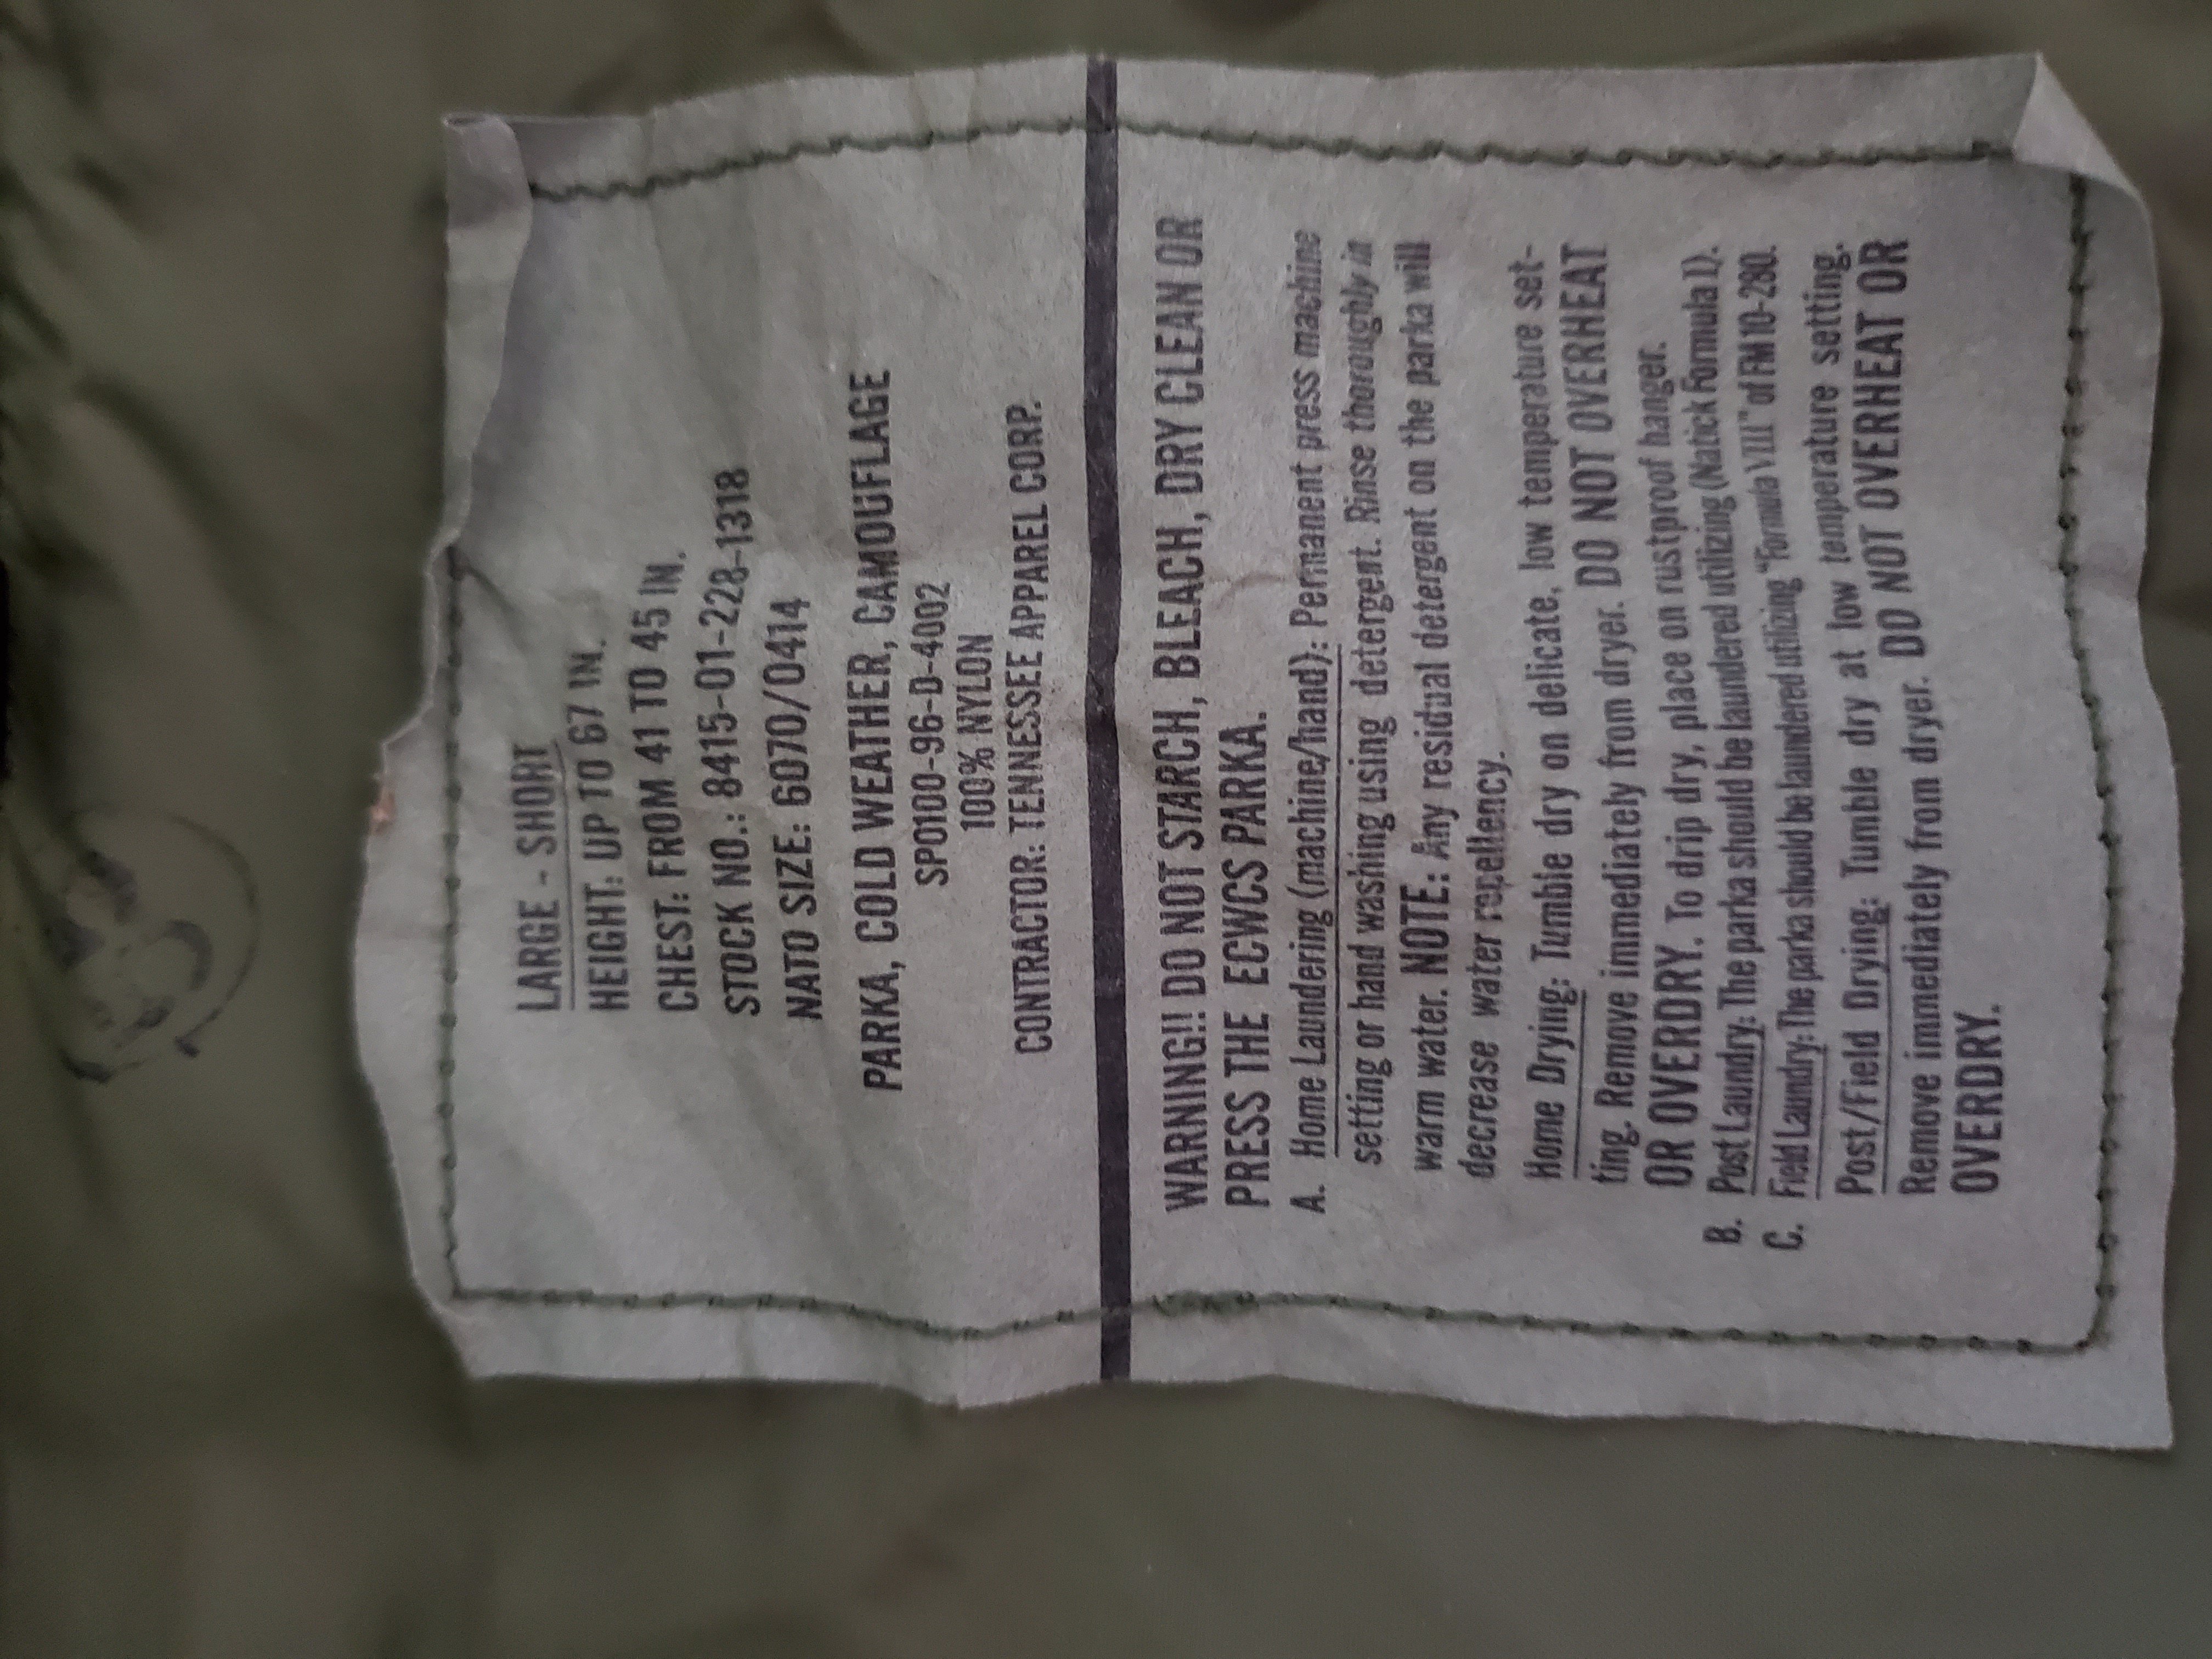 LARGE - SHORT
HEIGHT: UP TO 67 IN.
CHEST: FROM 41 TO 45 IN.
STOCK NO.: 8415-01-228-1318
NATO SIZE: 6070/0414
PARKA, COLD WEATHER, CAMOUFLAGE
SPO100-96-D-4002
100% NYLON
CONTRACTOR: TENNESSEE APPAREL CORP.
WARNING!! DO NOT STARCH, BLEACH, DRY CLEAN OR
PRESS THE ECWCS PARKA.
A. Home Laundering (machine/hand): Permanent press machine
setting or hand washing using detergent. Rinse thoroughly in
warm water. NOTE: Any residual detergent on the parka will
decrease water repellency.
Home Drying: Tumble dry on delicate, low temperature set-
ting. Remove immediately from dryer. DO NOT OVERHEAT
OR OVERDRY. To drip dry, place on rustproof hanger.
B. Post Laundry: The parka should be laundered utilizing (Natick Formula 1).
C. Field Laundry: The parka should be laundered utilizing "Formula VIII" of FM 10-280.
Post/Field Drying: Tumble dry at low temperature setting.
Remove immediately from dryer. DO NOT OVERHEAT OR
OVERDRY.